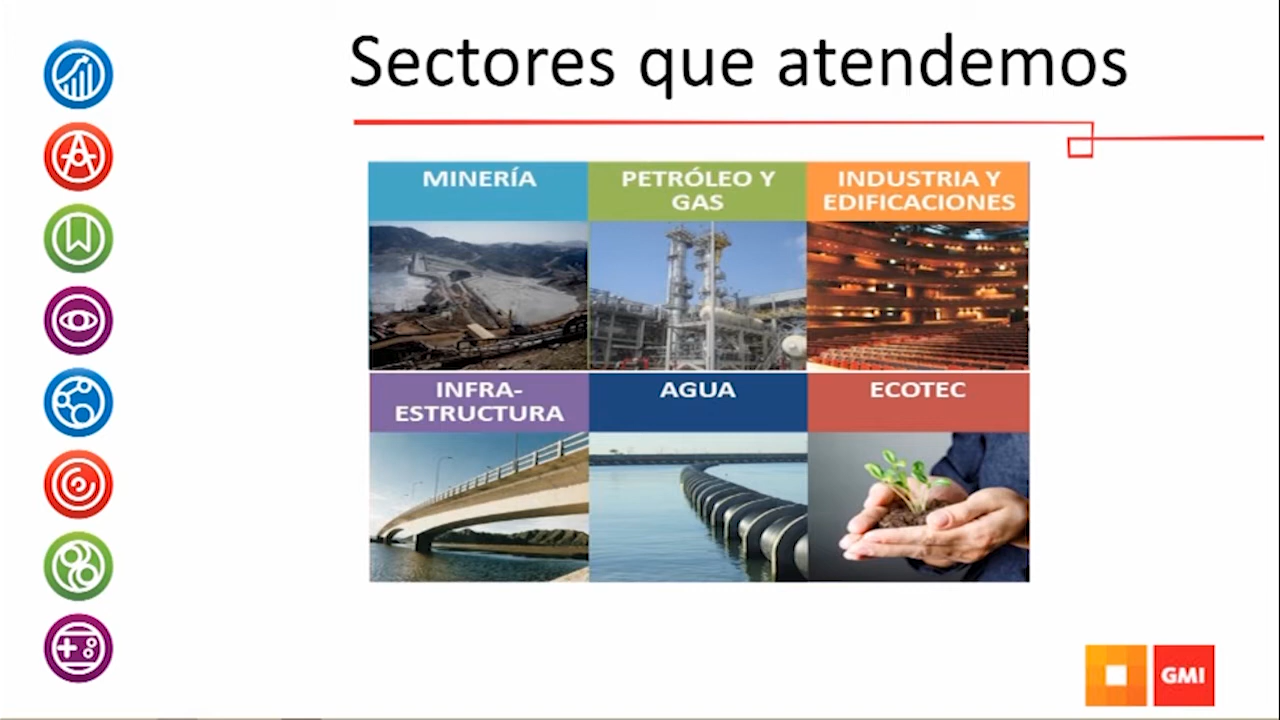 Sectores que atendemos
MINERÍA
PETRÓLEO Y
GAS
INDUSTRIA Y
EDIFICACIONES
INFRA-
ESTRUCTURA
AGUA
ECOTEC
GMI